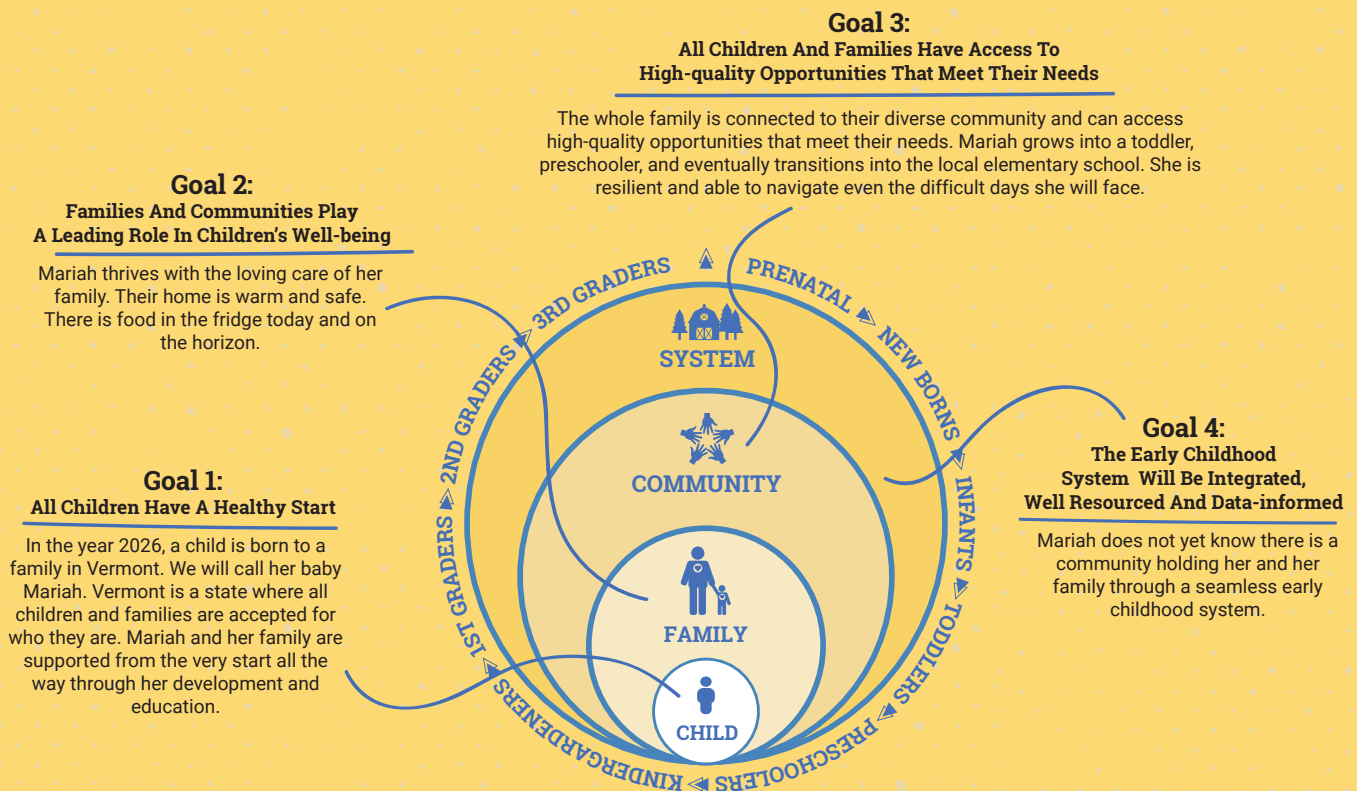 Goal 3:
All Children And Families Have Access To
High-quality Opportunities That Meet Their Needs
The whole family is connected to their diverse community and can access
high-quality opportunities that meet their needs. Mariah grows into a toddler,
preschooler, and eventually transitions into the local elementary school. She is
resilient and able to navigate even the difficult days she will face.
Goal 2:
Families And Communities Play
A Leading Role In Children's Well-being
Mariah thrives with the loving care of her
family. Their home is warm and safe.
There is food in the fridge today and on
the horizon.
Goal 1:
All Children Have A Healthy Start
In the year 2026, a child is born to a
family in Vermont. We will call her baby
Mariah. Vermont is a state where all
children and families are accepted for
who they are. Mariah and her family are
supported from the very start all the
way through her development and
education.
PRENATAL
NEW BORNS
INFANTS
TODDLERS
PRESCHOOLERS
KINDERGARDENERS
1ST GRADERS
2ND GRADERS
3RD GRADERS
SYSTEM
COMMUNITY
FAMILY
CHILD
Goal 4:
The Early Childhood
System Will Be Integrated,
Well Resourced And Data-informed
Mariah does not yet know there is a
community holding her and her
family through a seamless early
childhood system.